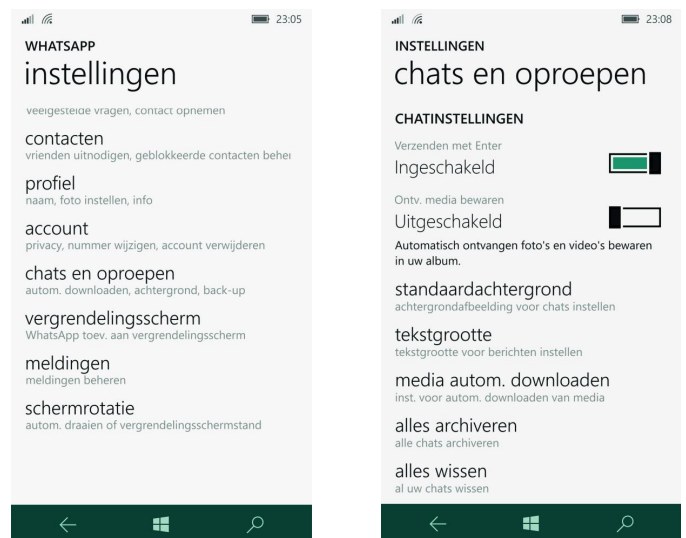 23:05
WHATSAPP
instellingen
veelgestelde vragen, contact opnemen
contacten
vrienden uitnodigen, geblokkeerde contacten behei
profiel
naam, foto instellen, info
account
privacy, nummer wijzigen, account verwijderen
chats en oproepen
autom. downloaden, achtergrond, back-up
vergrendelingsscherm
WhatsApp toev. aan vergrendelingsscherm
meldingen
meldingen beheren
schermrotatie
autom. draaien of vergrendelingsschermstand
23:08
INSTELLINGEN
chats en oproepen
CHATINSTELLINGEN
Verzenden met Enter
Ingeschakeld
Ontv. media bewaren
Uitgeschakeld
Automatisch ontvangen foto's en video's bewaren
in uw album.
standaardachtergrond
achtergrondafbeelding voor chats instellen
tekstgrootte
tekstgrootte voor berichten instellen
media autom. downloaden
inst. voor autom. downloaden van media
alles archiveren
alle chats archiveren
alles wissen
al uw chats wissen